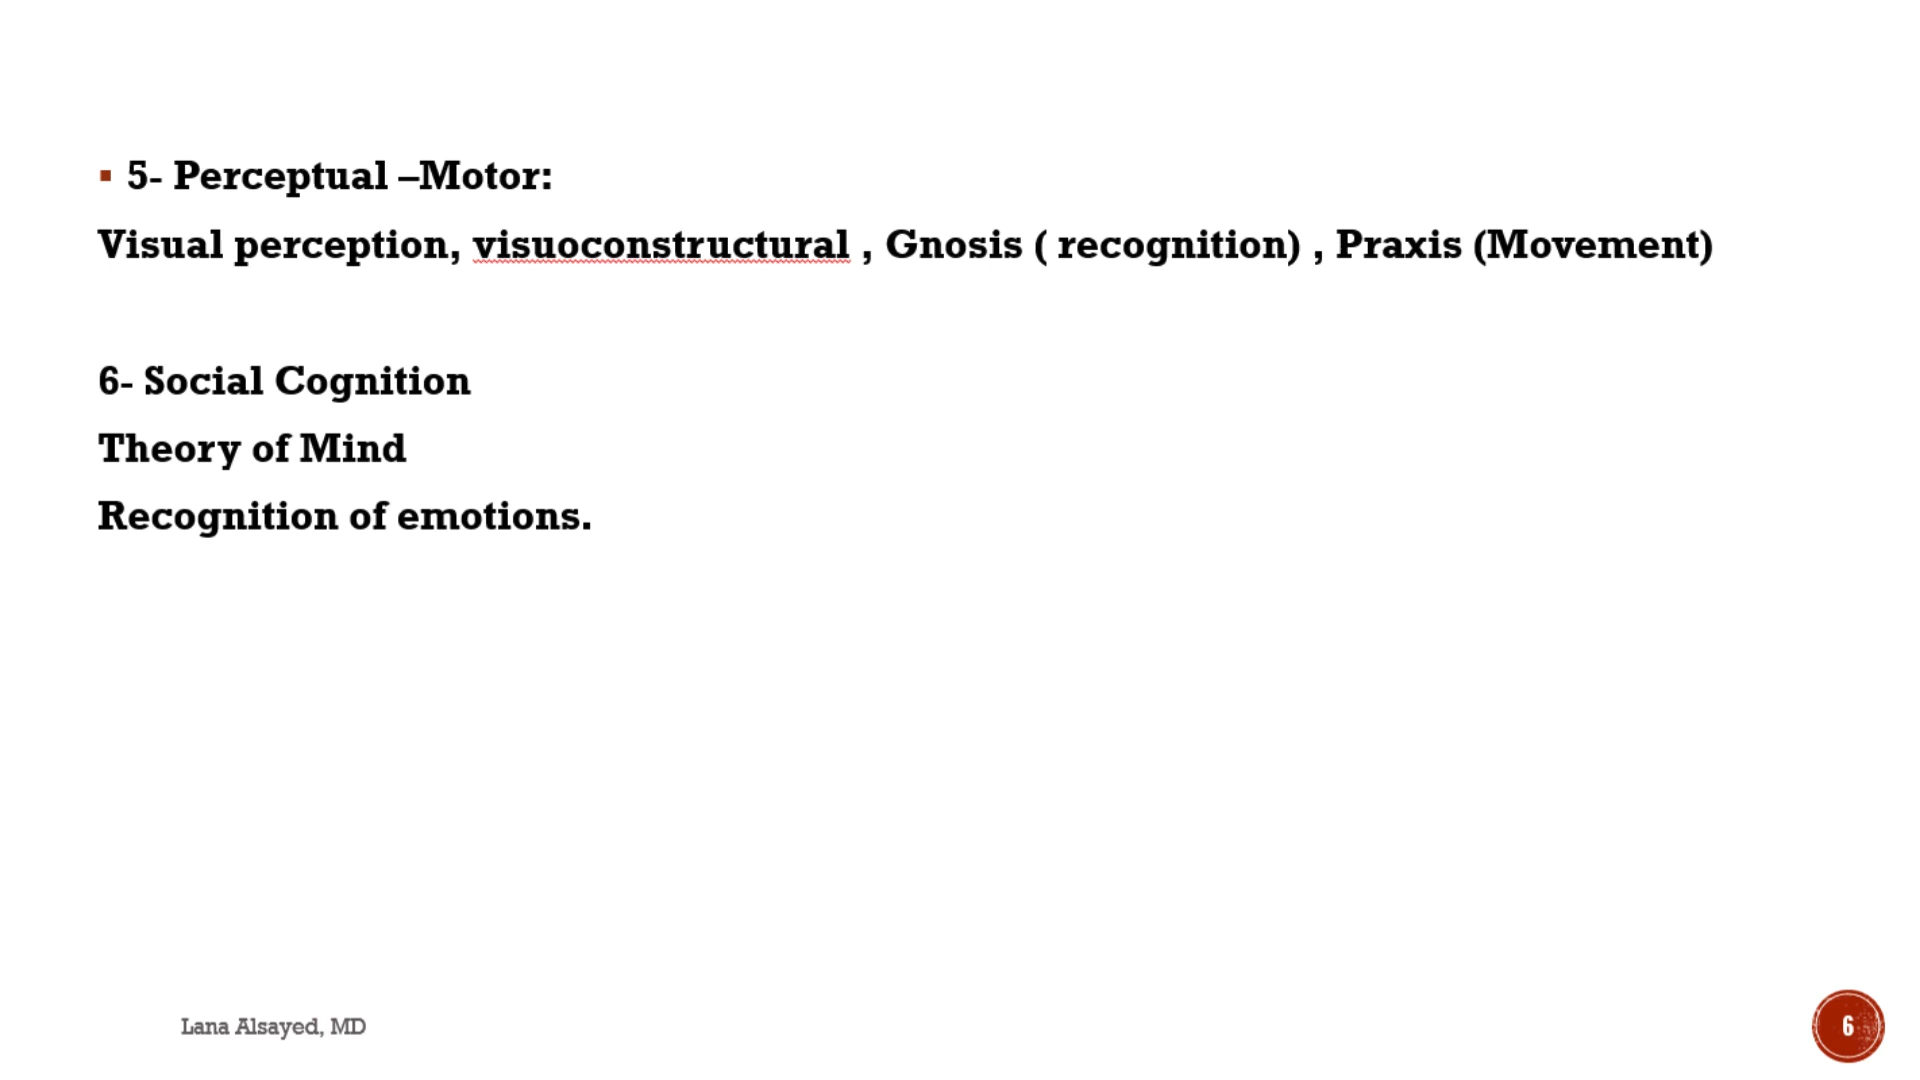 5- Perceptual –Motor:
Visual perception, visuoconstructural , Gnosis ( recognition) , Praxis (Movement)
6- Social Cognition
Theory of Mind
Recognition of emotions.
Lana Alsayed, MD
6